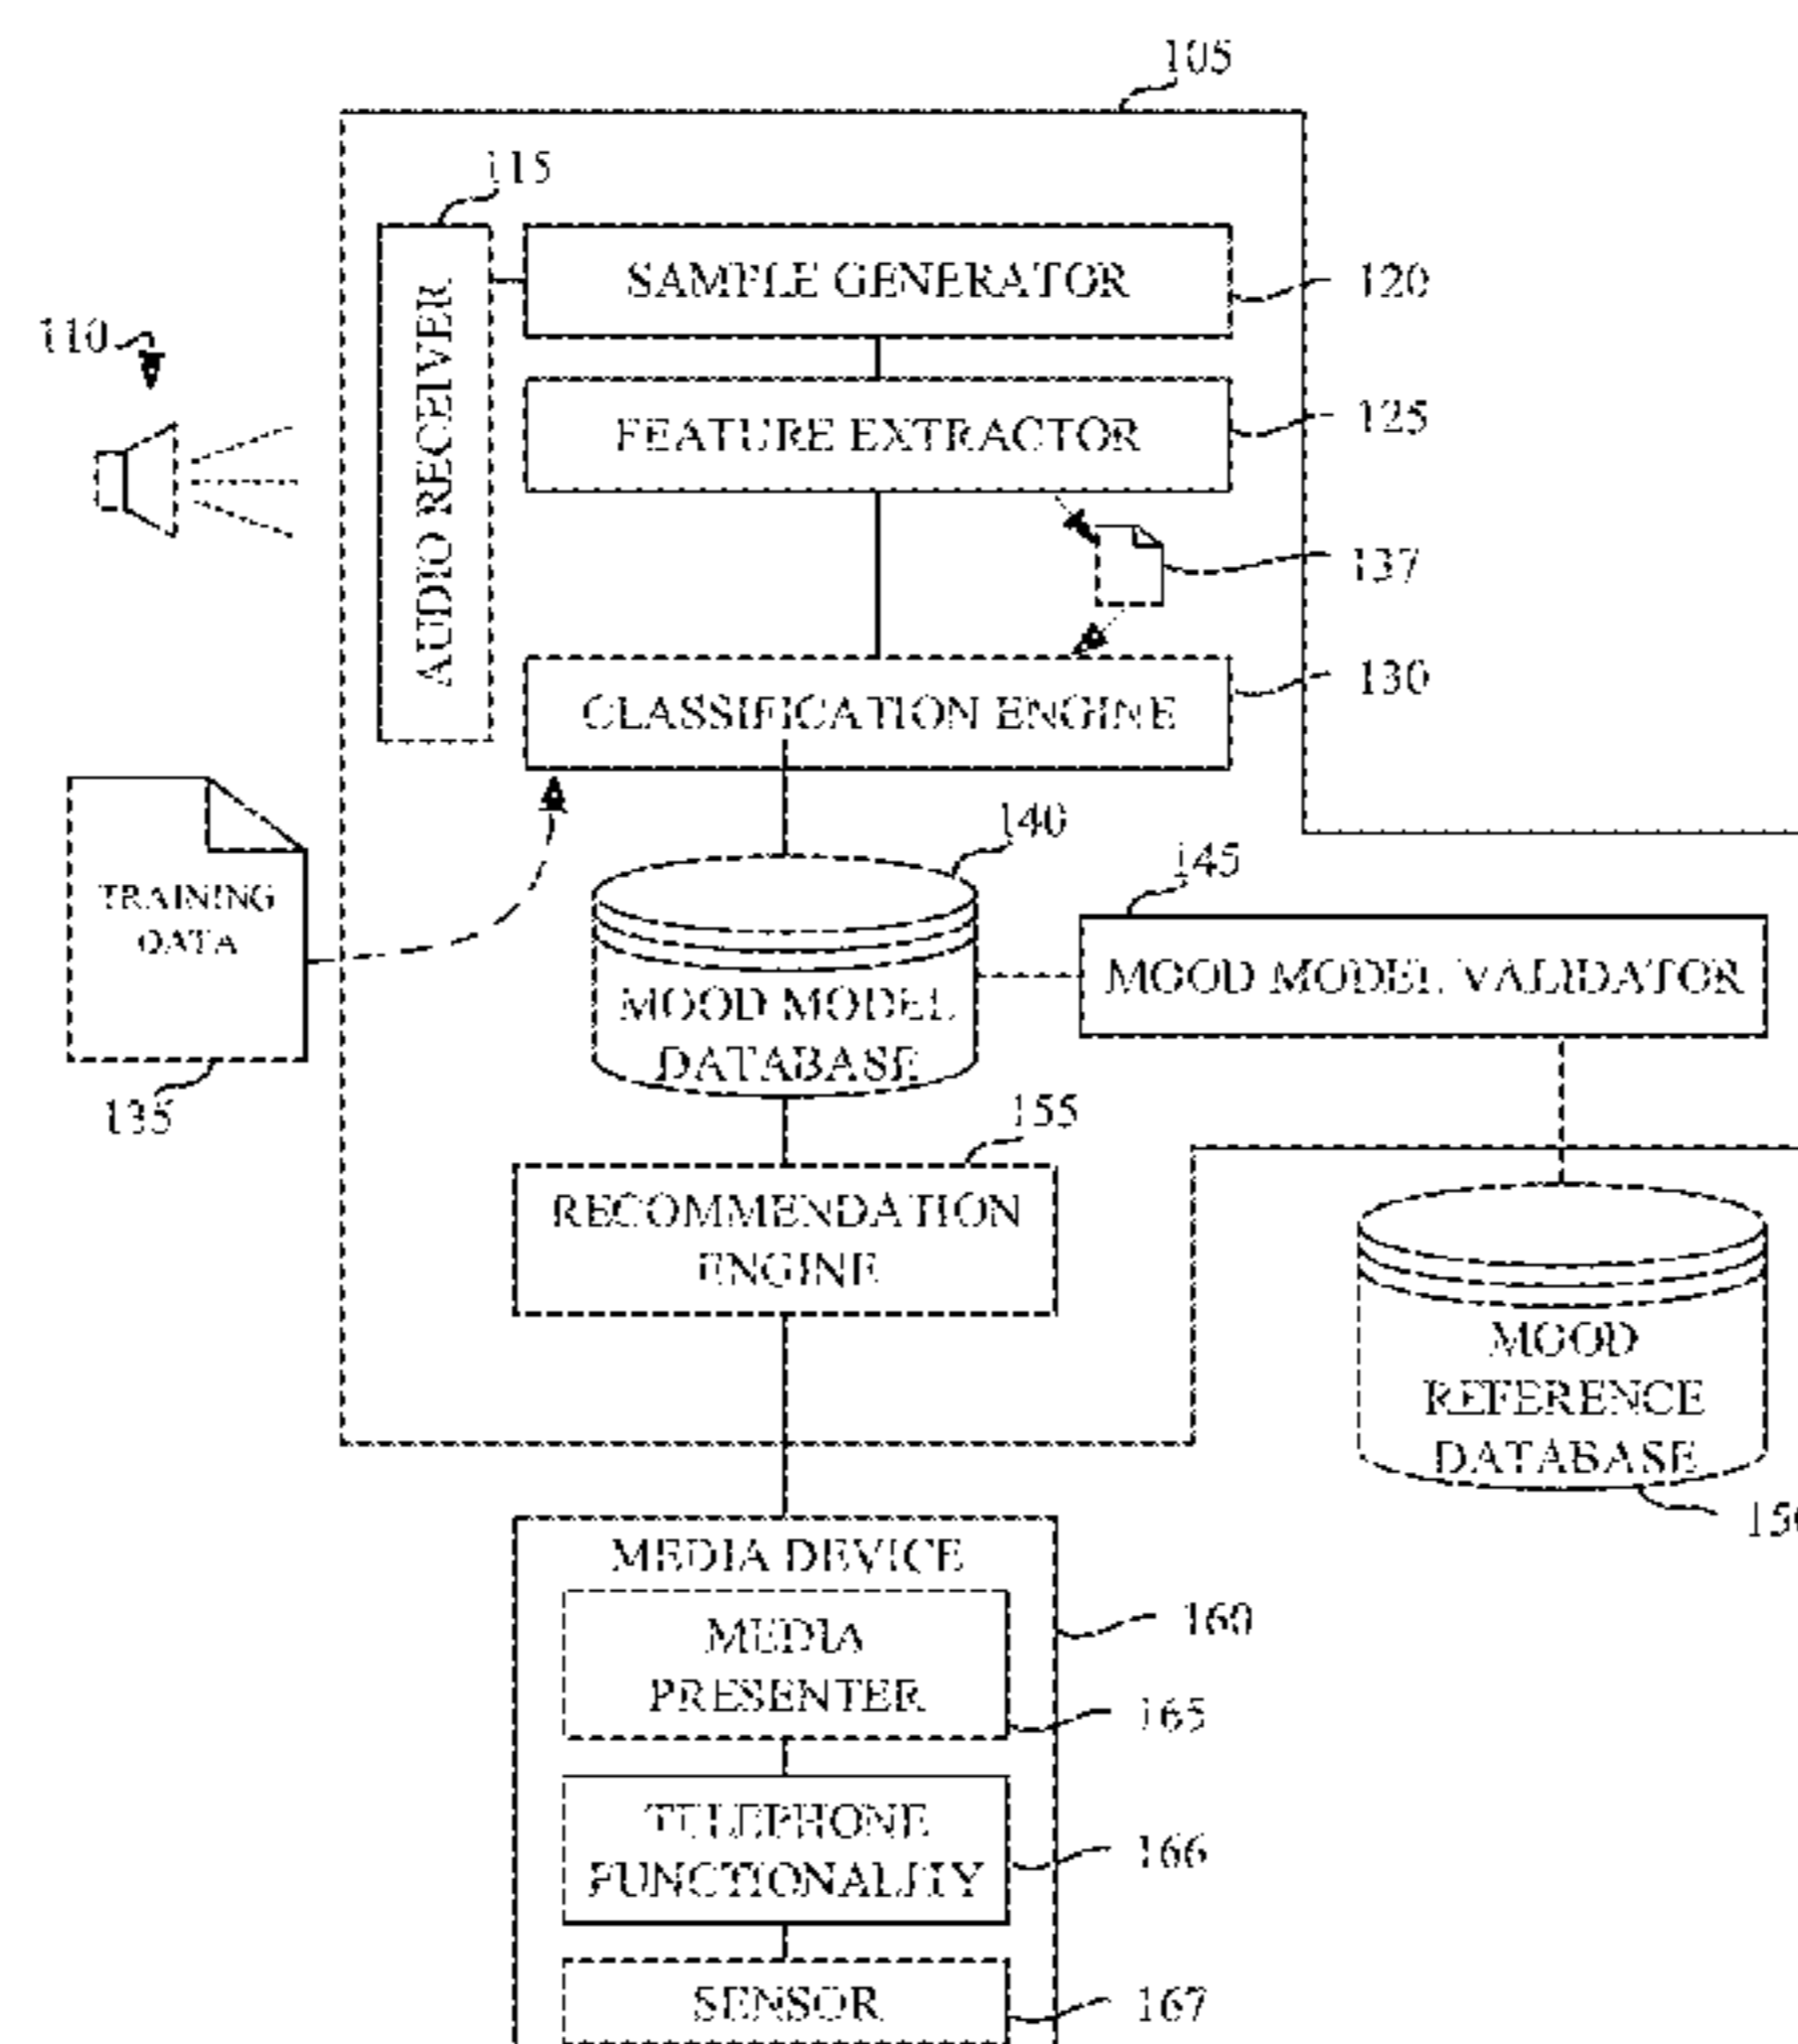 105
115
SAMPLE GENERATOR
120
110
AUDIO RECEIVER
FEATURE EXTRACTOR
125
137
CLASSIFICATION ENGINE
130
TRAINING
DATA
135
140
145
MOOD MODEL
DATABASE
MOOD MODEL VALIDATOR
155
RECOMMENDATION
ENGINE
MOOD
REFERENCE
DATABASE
MEDIA DEVICE
MEDIA
PRESENTER
160
165
TELEPHONE
FUNCTIONALITY
166
SENSOR
167